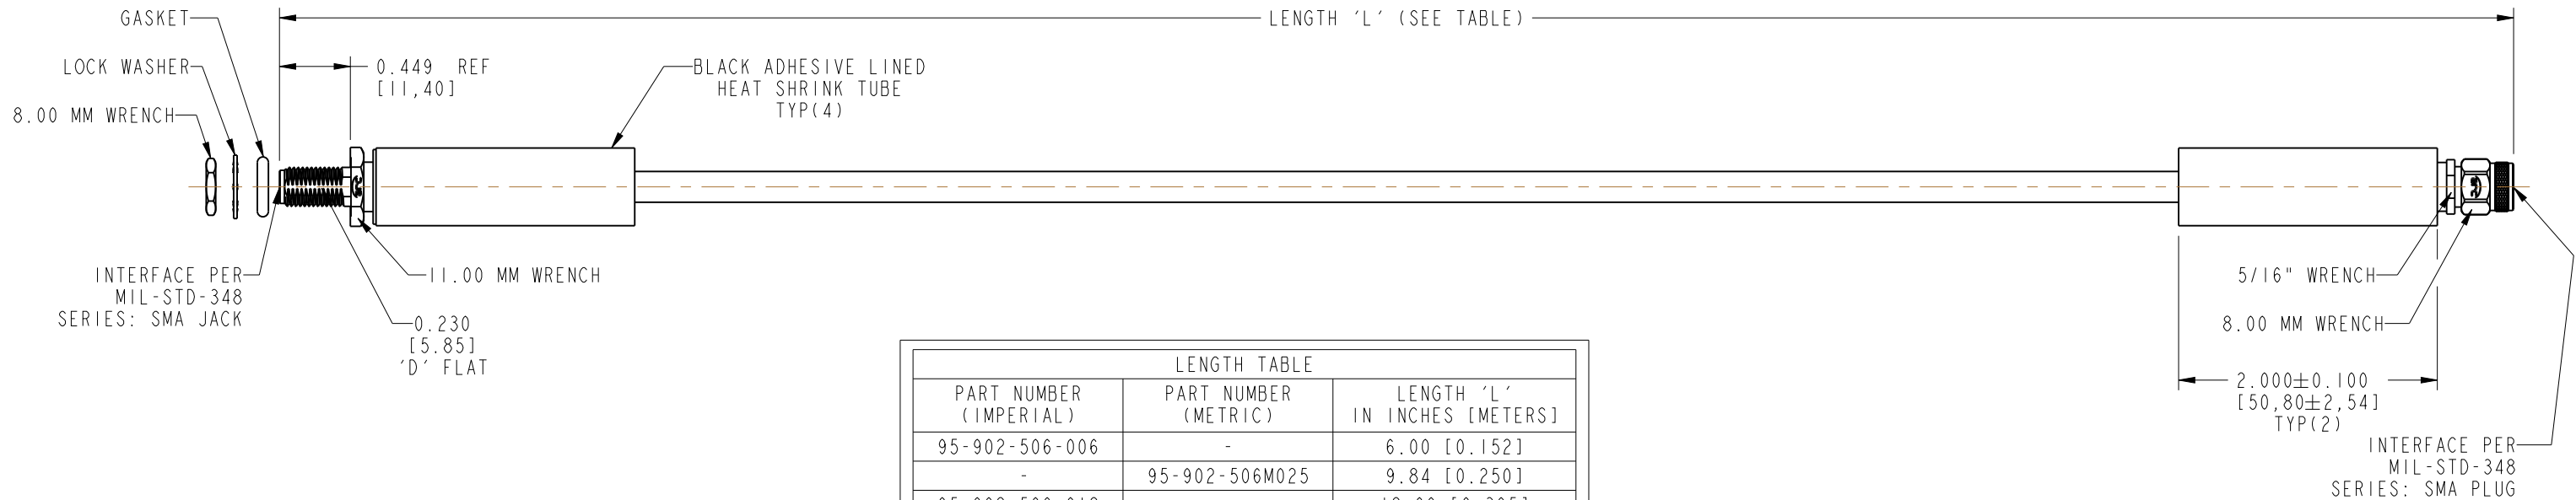 GASKET
LENGTH 'L' (SEE TABLE)
LOCK WASHER
0.449 REF
[11,40]
BLACK ADHESIVE LINED
HEAT SHRINK TUBE
TYP(4)
8.00 MM WRENCH
INTERFACE PER
MIL-STD-348
SERIES: SMA JACK
11.00 MM WRENCH
0.230
[5.85]
'D' FLAT
5/16" WRENCH
8.00 MM WRENCH
2.000±0.100
[50,80±2,54]
TYP(2)
INTERFACE PER
MIL-STD-348
SERIES: SMA PLUG
LENGTH TABLE
PART NUMBER
(IMPERIAL)
PART NUMBER
(METRIC)
LENGTH 'L'
IN INCHES [METERS]
95-902-506-006 - 6.00 [0.152]
- 95-902-506M025 9.84 [0.250]